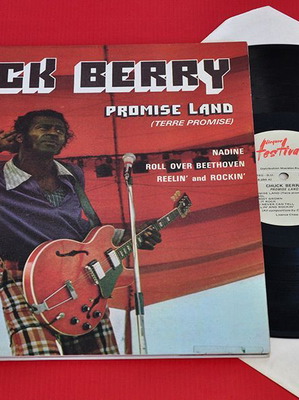 CK BERRY
PROMISE LAND
(TERRE PROMISE)
NADINE
ROLL OVER BEETHOVEN
REELIN' and ROCKIN'
festival
CHUCK BERRY
PROMISE LAND